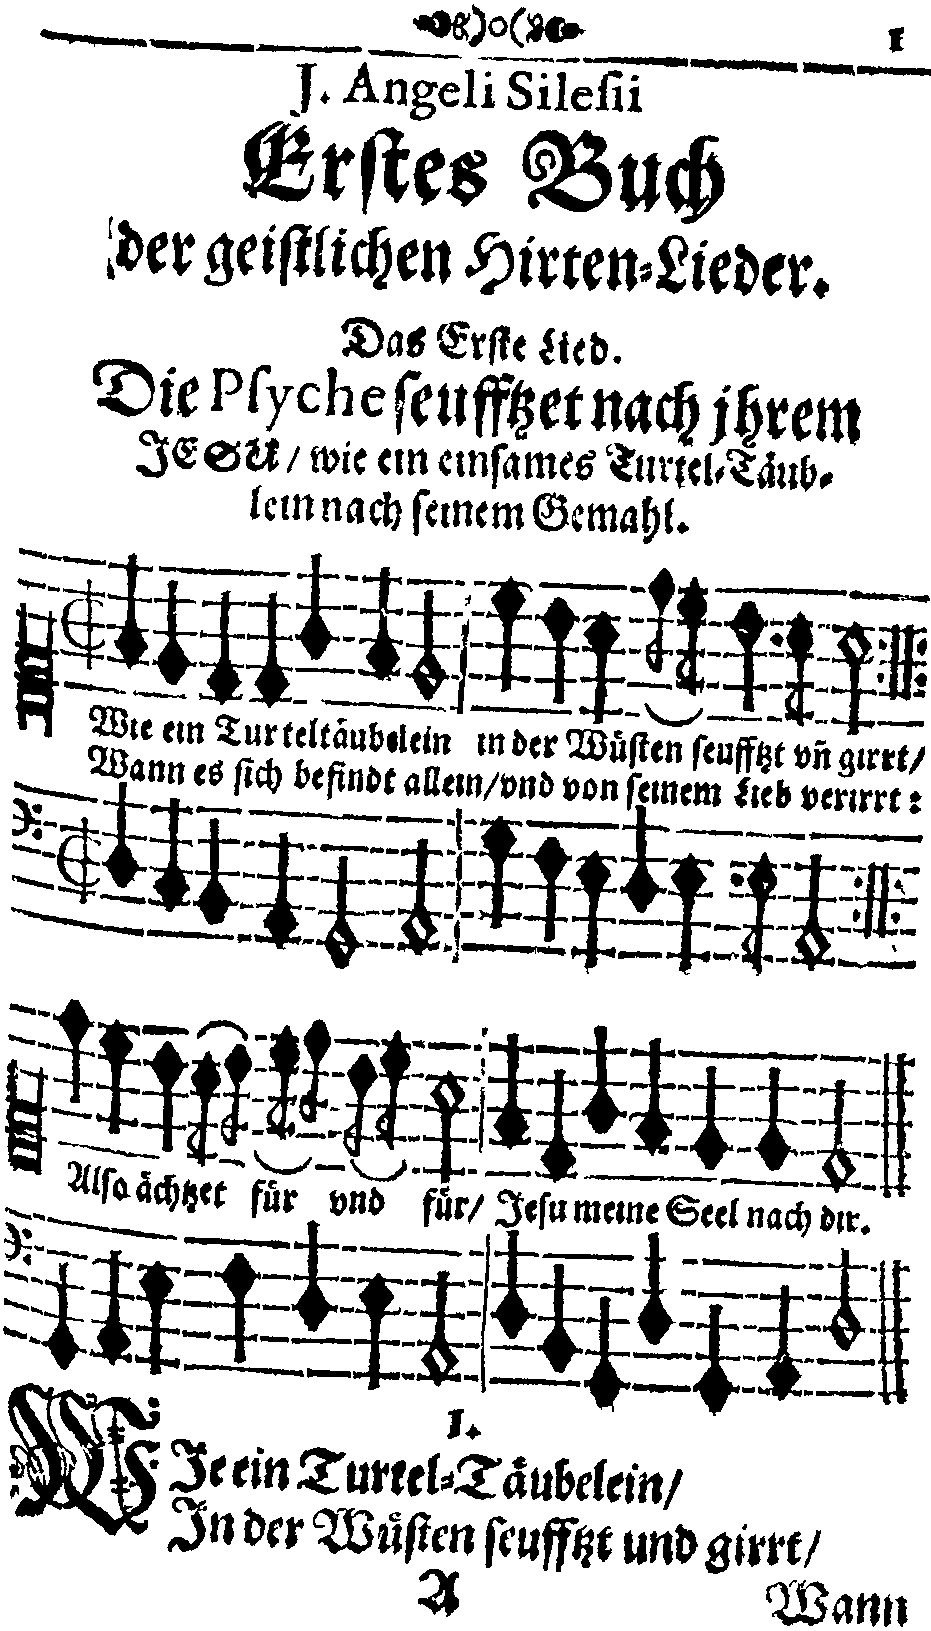 1
J. Angeli Sileſii
Erſtes Buch
der geiſtlichen Hirten-Lieder.
Das Erſte Lied.
Die Pſyche ſeufftzet nach jhrem
JESU / wie ein einſames Turtel-Täub-
lein nach ſeinem Gemahl.
Wie ein Turteltäubelein in der Wüſten ſeufftzt vñ girrt/
Wann es ſich befindt allein/vnd von ſeinem Lieb verirrt:
Alſo ächtzet für vnd für/ Jeſu meine Seel nach dir.
1.
WJe ein Turtel-Täubelein/
Jn der Wüſten ſeufftzt und girrt/
A Wann